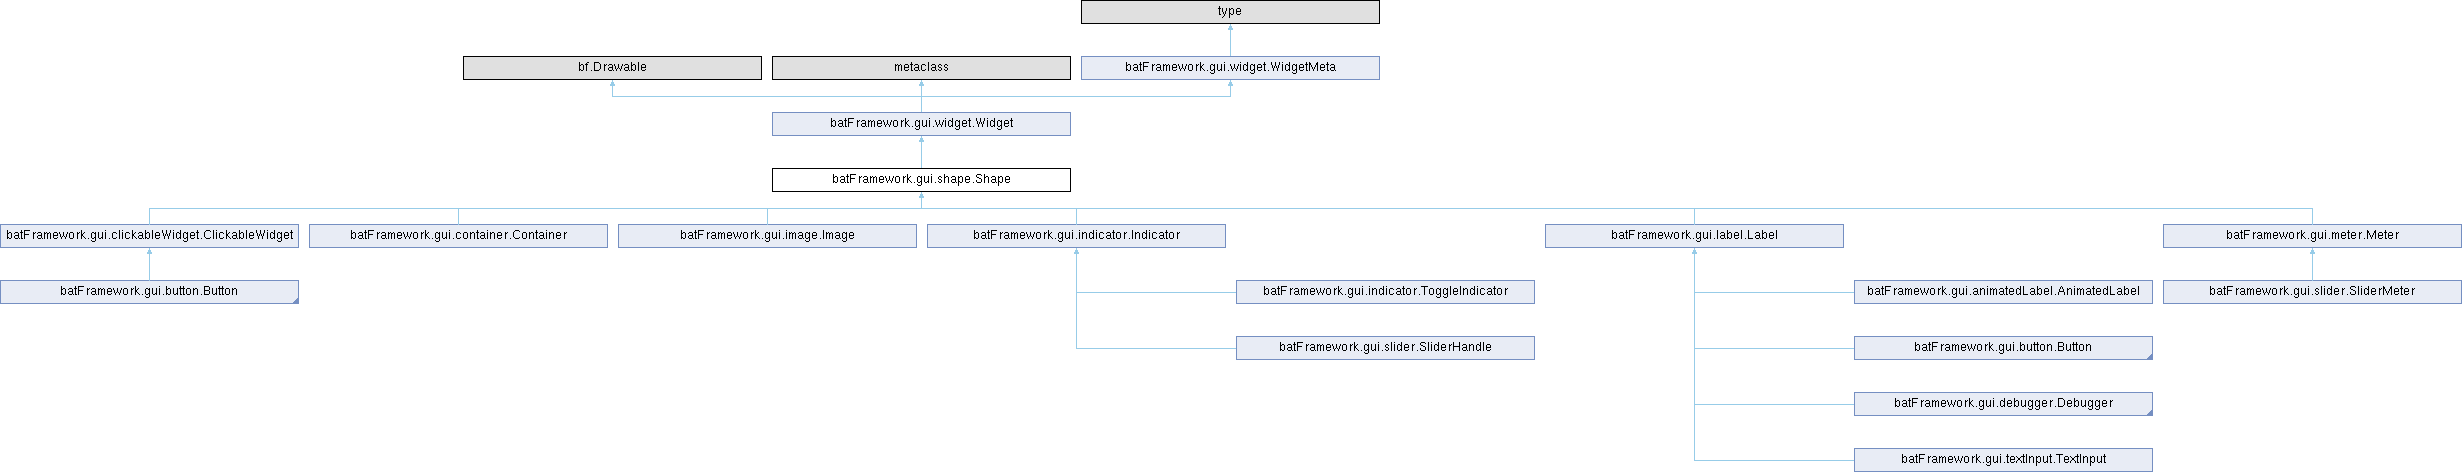 type
bf.Drawable
metaclass
batFramework.gui.widget.WidgetMeta
batFramework.gui.widget.Widget
batFramework.gui.shape.Shape
batFramework.gui.clickableWidget.ClickableWidget
batFramework.gui.container.Container
batFramework.gui.image.Image
batFramework.gui.indicator.Indicator
batFramework.gui.label.Label
batFramework.gui.meter.Meter
batFramework.gui.button.Button
batFramework.gui.indicator.ToggleIndicator
batFramework.gui.animatedLabel.AnimatedLabel
batFramework.gui.slider.SliderMeter
batFramework.gui.slider.SliderHandle
batFramework.gui.button.Button
batFramework.gui.debugger.Debugger
batFramework.gui.textInput.TextInput